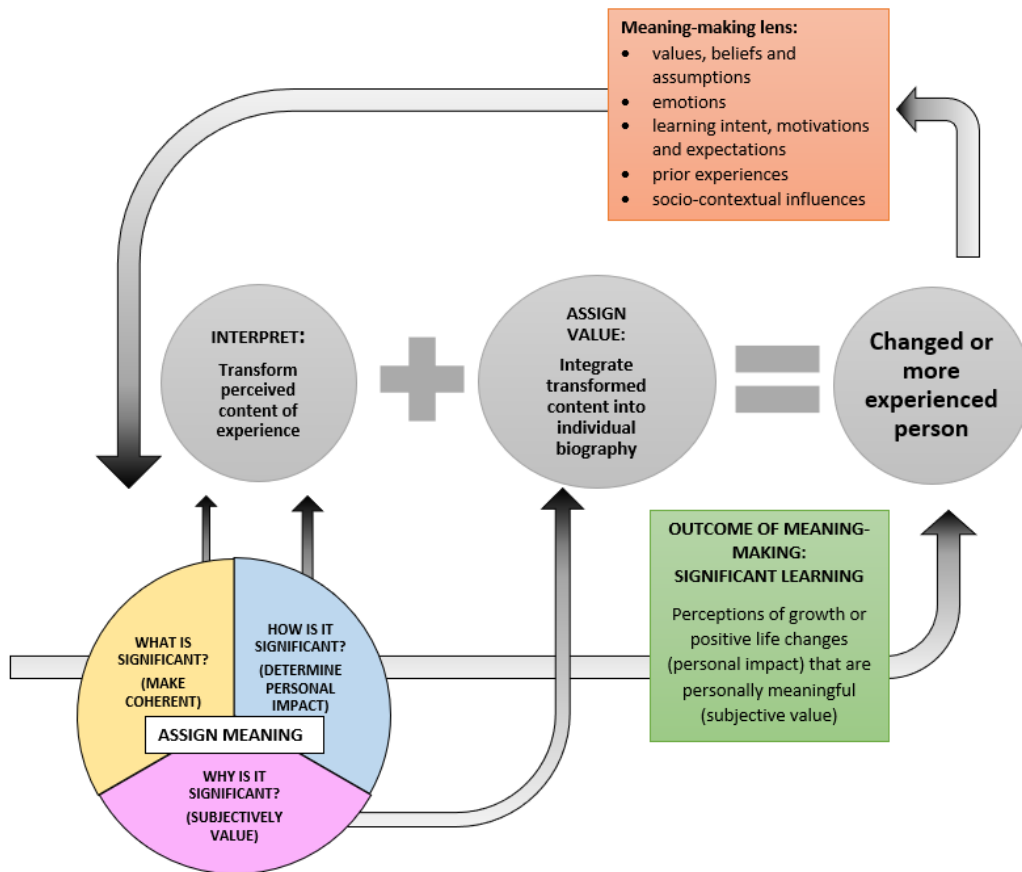 Meaning-making lens:
• values, beliefs and
assumptions
• emotions
• learning intent, motivations
and expectations
• prior experiences
• socio-contextual influences
INTERPRET:
Transform
perceived
content of
experience
ASSIGN
VALUE:
Integrate
transformed
content into
individual
biography
Changed or
more
experienced
person
WHAT IS
SIGNIFICANT?
(MAKE
COHERENT)
HOW IS IT
SIGNIFICANT?
(DETERMINE
PERSONAL
IMPACT)
ASSIGN MEANING
WHY IS IT
SIGNIFICANT?
(SUBJECTIVELY
VALUE)
OUTCOME OF MEANING-
MAKING:
SIGNIFICANT LEARNING
Perceptions of growth or
positive life changes
(personal impact) that are
personally meaningful
(subjective value)